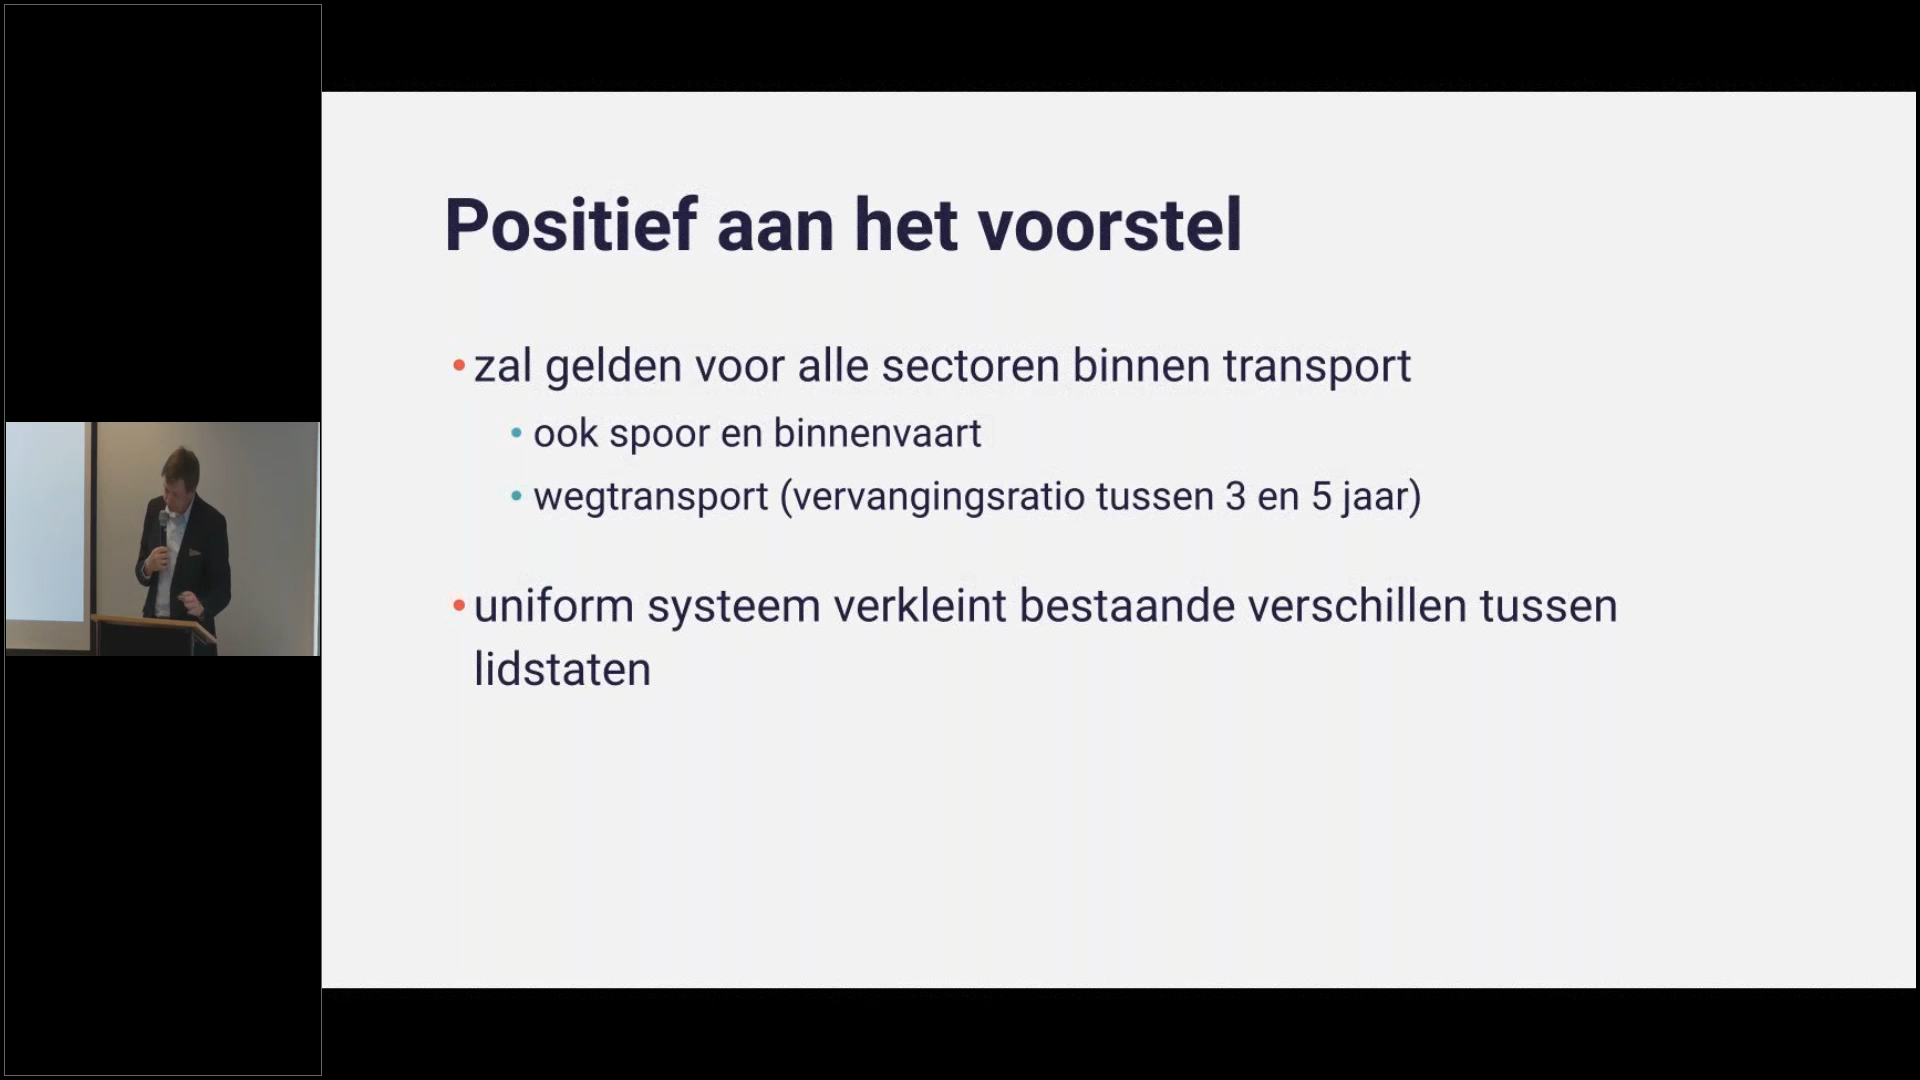 Positief aan het voorstel
• zal gelden voor alle sectoren binnen transport
• ook spoor en binnenvaart
• wegtransport (vervangingsratio tussen 3 en 5 jaar)
• uniform systeem verkleint bestaande verschillen tussen
lidstaten